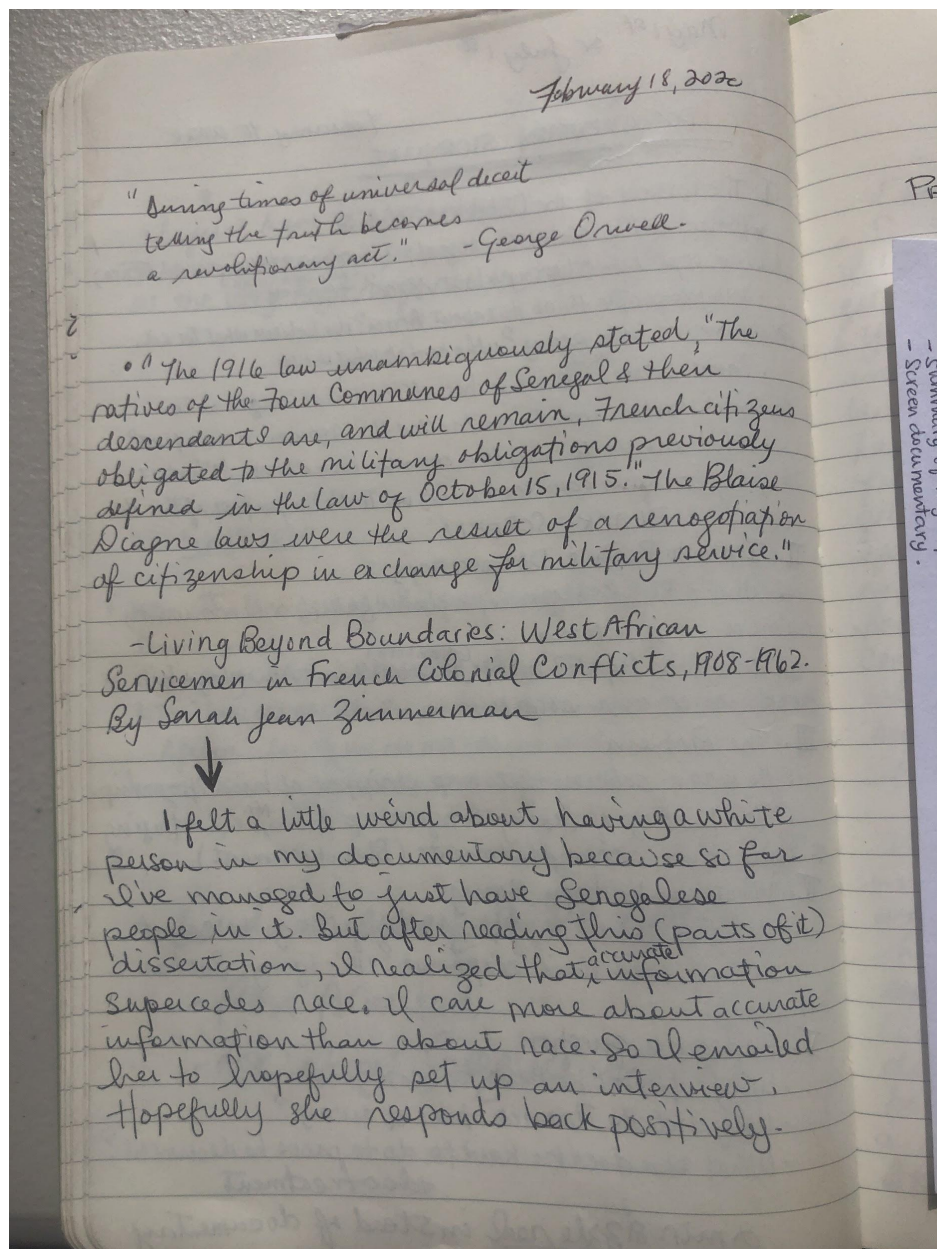 February 18, 2020
"During times of universal deceit
telling the truth becomes
a revolutionary act." -George Orwell.
• " The 1916 law unambiguously stated, "The
natives of the Four Communes of Senegal & their
descendants are, and will remain, French citizens
obligated to the military obligations previously
defined in the law of October 15, 1915." The Blaise
Diagne laws were the result of a renogotiation
of citizenship in exchange for military service."
-Living Beyond Boundaries: West African
Servicemen in French Colonial Conflicts, 1908-1962.
By Sarah Jean Zimmerman
I felt a little weird about having a white
person in my documentary because so far
I've managed to just have Senegalese
people in it. But after reading this (parts of it)
dissertation, I realized that accurate information
supercedes race. I care more about accurate
information than about race. So I emailed
her to hopefully set up an interview.
Hopefully she responds back positively.
- Screen documentary.